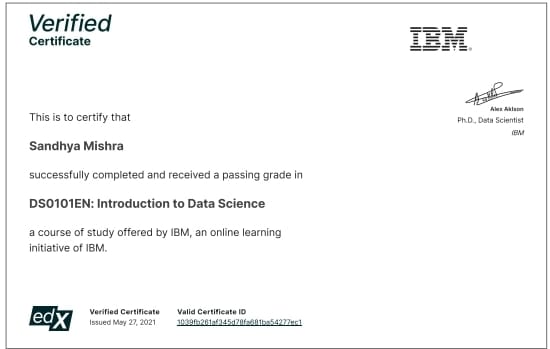 Verified
Certificate
IBM
Alex Aklson
Ph.D., Data Scientist
IBM
This is to certify that
Sandhya Mishra
successfully completed and received a passing grade in
DS0101EN: Introduction to Data Science
a course of study offered by IBM, an online learning
initiative of IBM.
edX
Verified Certificate
Issued May 27, 2021
Valid Certificate ID
1039fb261af345d78fa681ba54277ec1